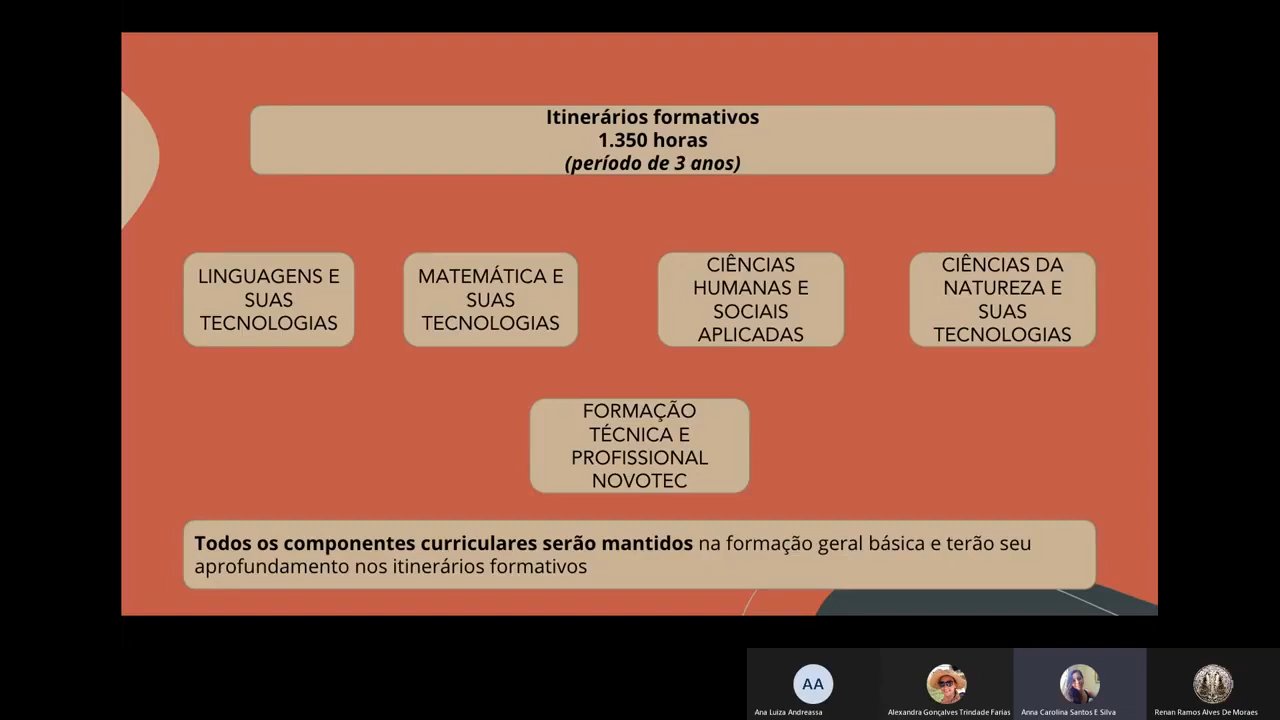 Itinerários formativos
1.350 horas
(período de 3 anos)
LINGUAGENS E
SUAS
TECNOLOGIAS
MATEMÁTICA E
SUAS
TECNOLOGIAS
CIÊNCIAS
HUMANAS E
SOCIAIS
APLICADAS
CIÊNCIAS DA
NATUREZA E
SUAS
TECNOLOGIAS
FORMAÇÃO
TÉCNICA E
PROFISSIONAL
NOVOTEC
Todos os componentes curriculares serão mantidos na formação geral básica e terão seu
aprofundamento nos itinerários formativos
AA
Ana Luiza Andreassa
Alexandra Gonçalves Trindade Farias
Anna Carolina Santos E Silva
Renan Ramos Alves De Moraes